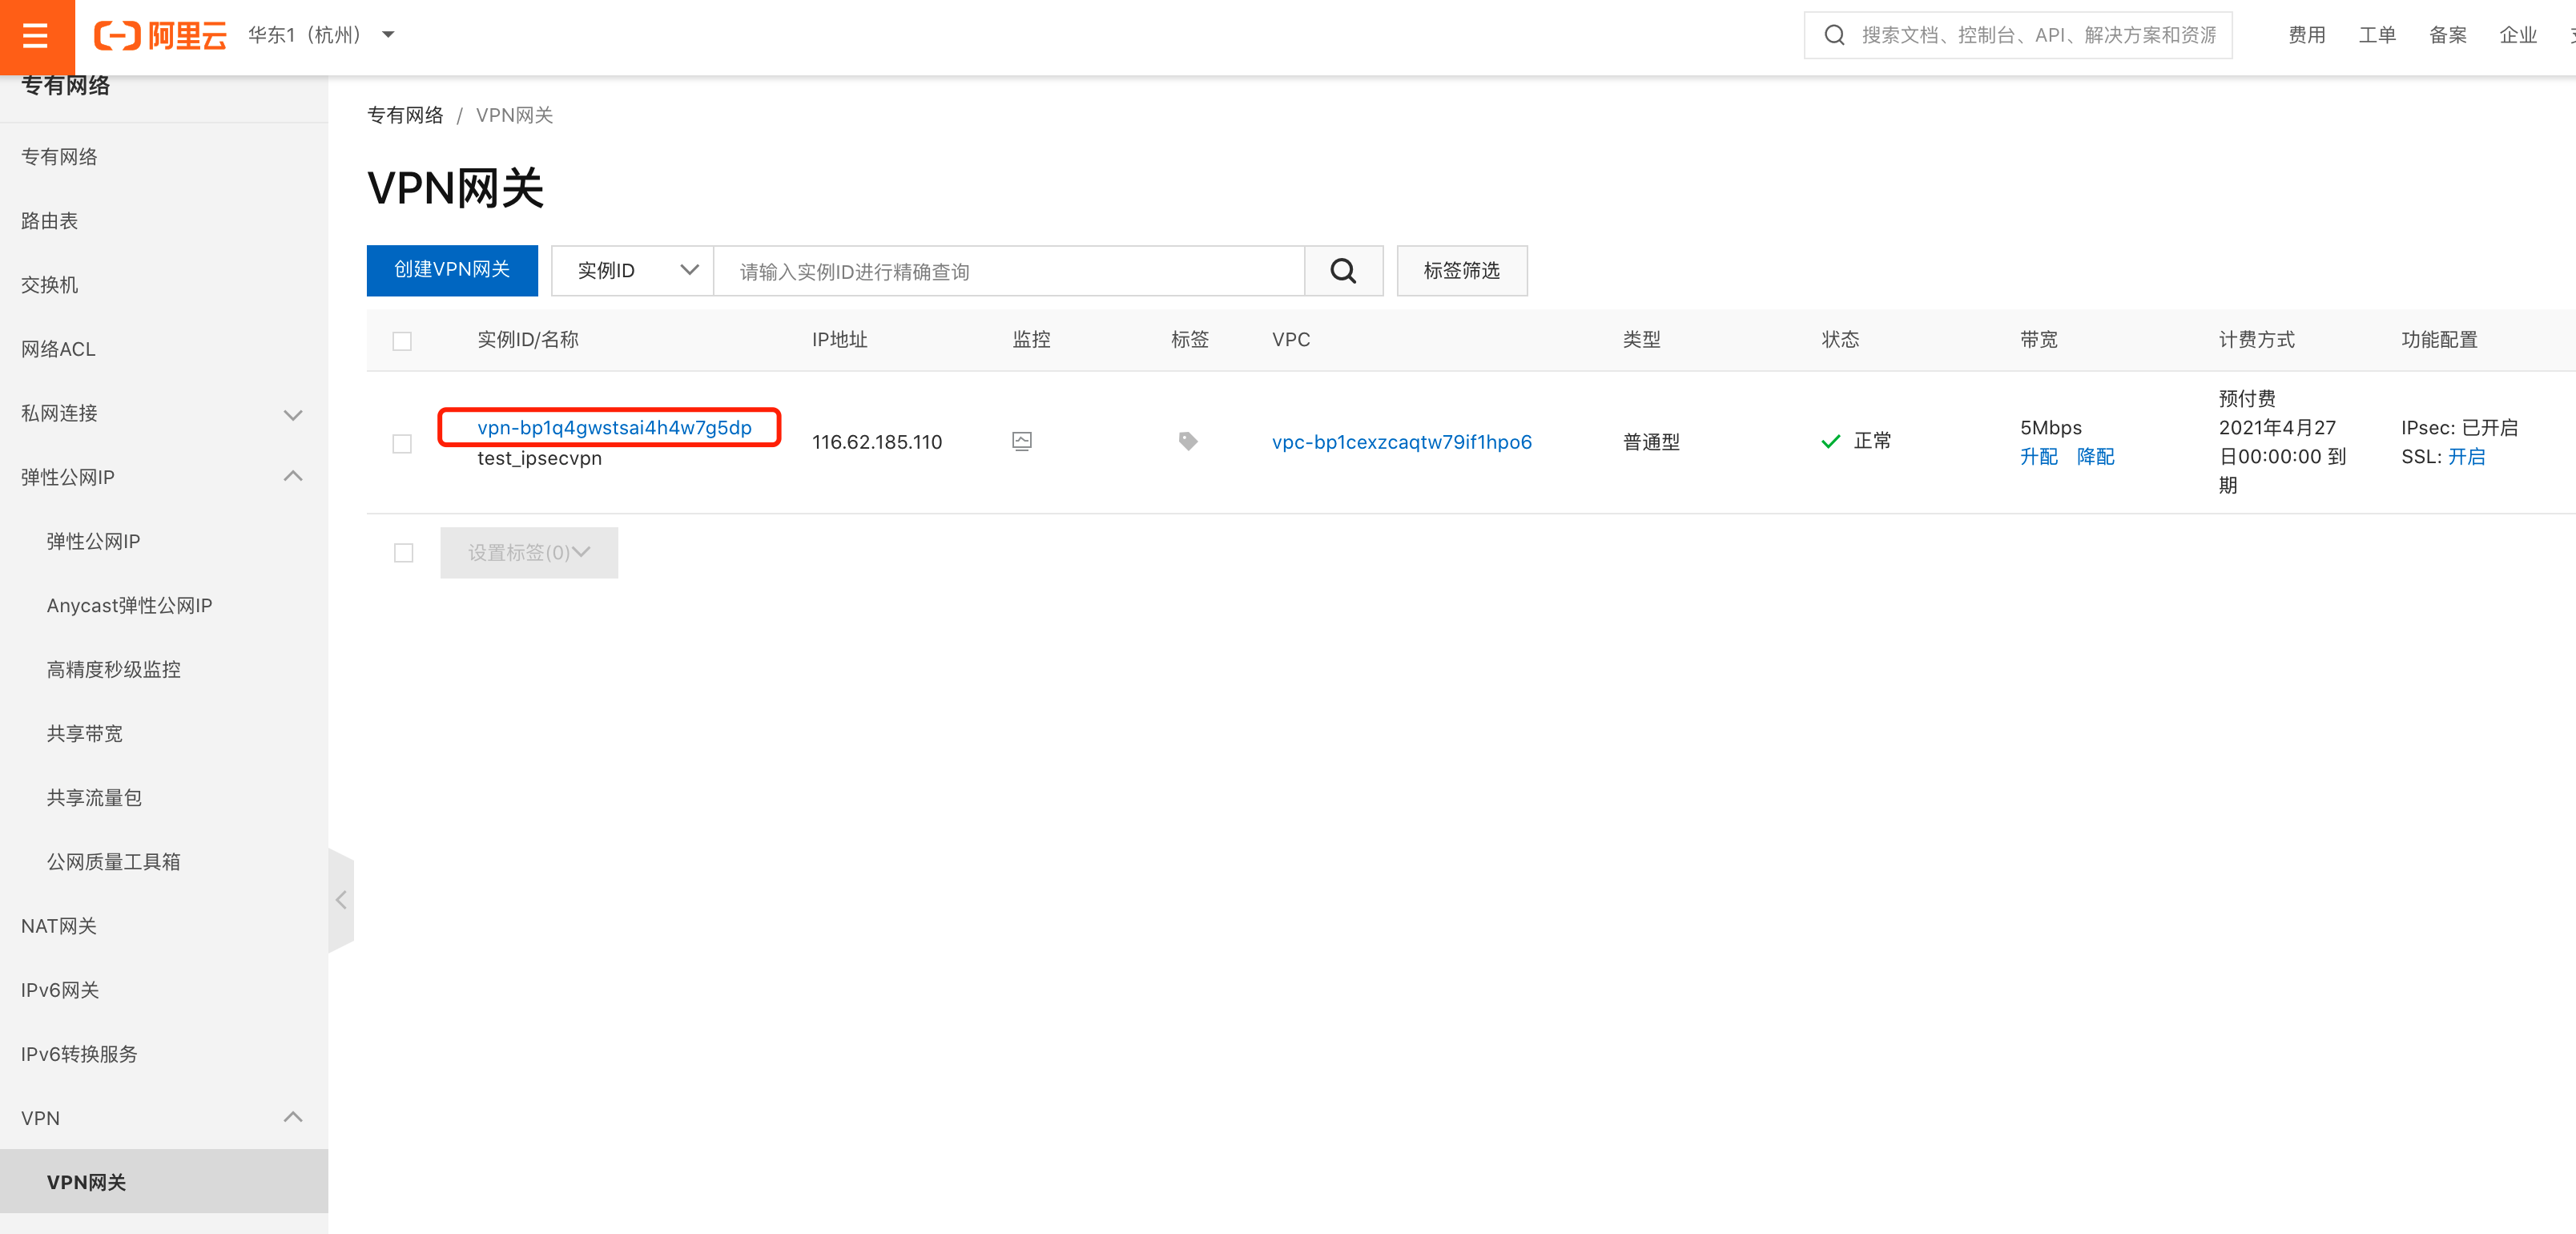 阿里云
华东1（杭州）
搜索文档、控制台、API、解决方案和资源
费用
工单
备案
企业
专有网络
专有网络
路由表
交换机
网络ACL
私网连接
弹性公网IP
弹性公网IP
Anycast弹性公网IP
高精度秒级监控
共享带宽
共享流量包
公网质量工具箱
NAT网关
IPv6网关
IPv6转换服务
VPN
VPN网关
专有网络 / VPN网关
VPN网关
创建VPN网关
实例ID
请输入实例ID进行精确查询
标签筛选
实例ID/名称 IP地址 监控 标签 VPC 类型 状态 带宽 计费方式 功能配置
vpn-bp1q4gwstsai4h4w7g5dp
test_ipsecvpn
116.62.185.110
vpc-bp1cexzcaqtw79if1hpo6
普通型
正常
5Mbps
升配 降配
预付费
2021年4月27
日00:00:00 到
期
IPsec: 已开启
SSL: 开启
设置标签(0)